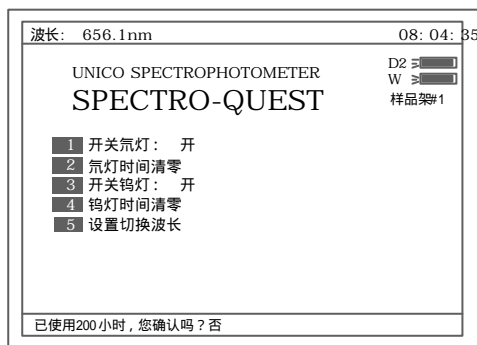 波长: 656.1nm 08: 04: 35
D2
UNICO SPECTROPHOTOMETER
W
SPECTRO-QUEST
样品架#1
1 开关氘灯: 开
2 氘灯时间清零
3 开关钨灯: 开
4 钨灯时间清零
5 设置切换波长
已使用200小时,您确认吗?否